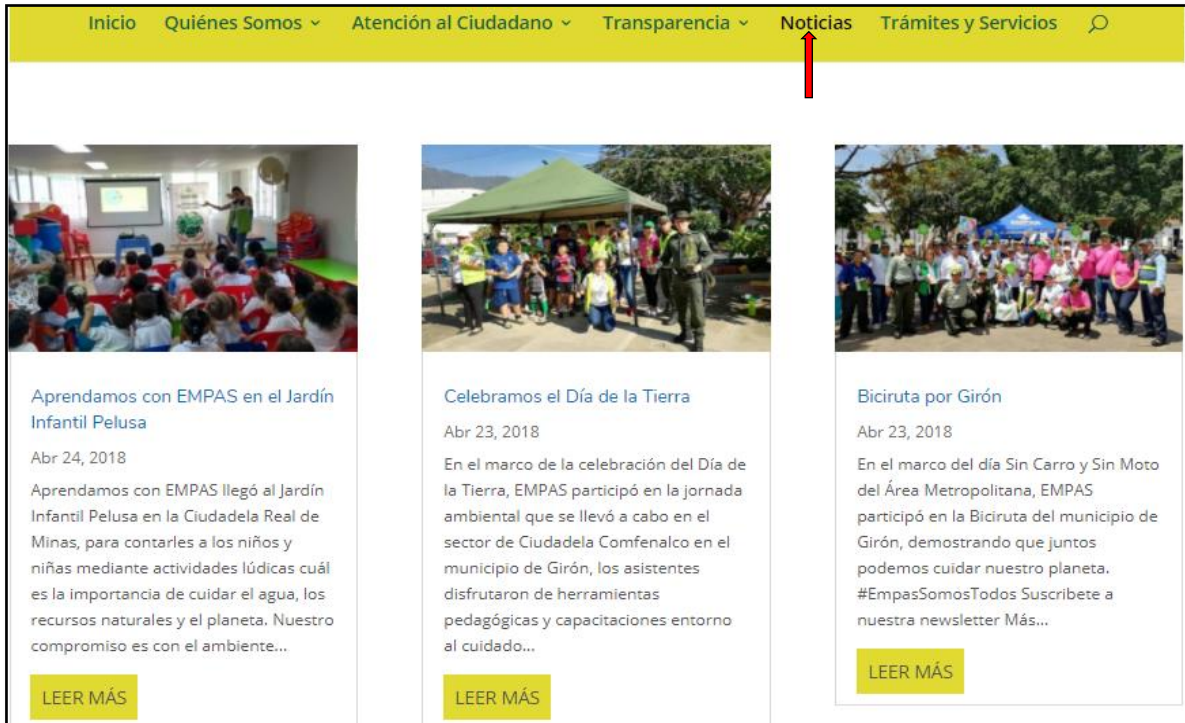 Inicio Quiénes Somos Atención al Ciudadano Transparencia Noticias Trámites y Servicios
Aprendamos con EMPAS en el Jardín
Infantil Pelusa
Abr 24, 2018
Aprendamos con EMPAS llegó al Jardín
Infantil Pelusa en la Ciudadela Real de
Minas, para contarles a los niños y
niñas mediante actividades lúdicas cuál
es la importancia de cuidar el agua, los
recursos naturales y el planeta. Nuestro
compromiso es con el ambiente...
LEER MÁS
Celebramos el Día de la Tierra
Abr 23, 2018
En el marco de la celebración del Día de
la Tierra, EMPAS participó en la jornada
ambiental que se llevó a cabo en el
sector de Ciudadela Comfenalco en el
municipio de Girón, los asistentes
disfrutaron de herramientas
pedagógicas y capacitaciones entorno
al cuidado...
LEER MÁS
Biciruta por Girón
Abr 23, 2018
En el marco del día Sin Carro y Sin Moto
del Área Metropolitana, EMPAS
participó en la Biciruta del municipio de
Girón, demostrando que juntos
podemos cuidar nuestro planeta.
#EmpasSomosTodos Suscribete a
nuestra newsletter Más...
LEER MÁS